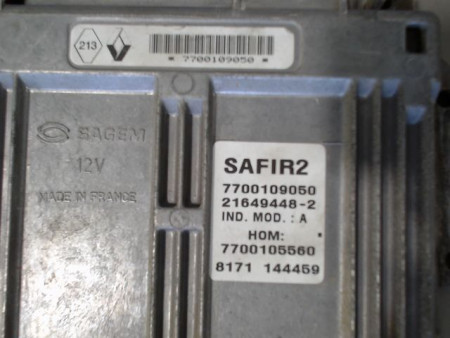 213
* 7700109050 *
SAGEM
12V
MADE IN FRANCE
SAFIR2
7700109050
21649448-2
IND. MOD. : A
HOM:
7700105560
8171 144459